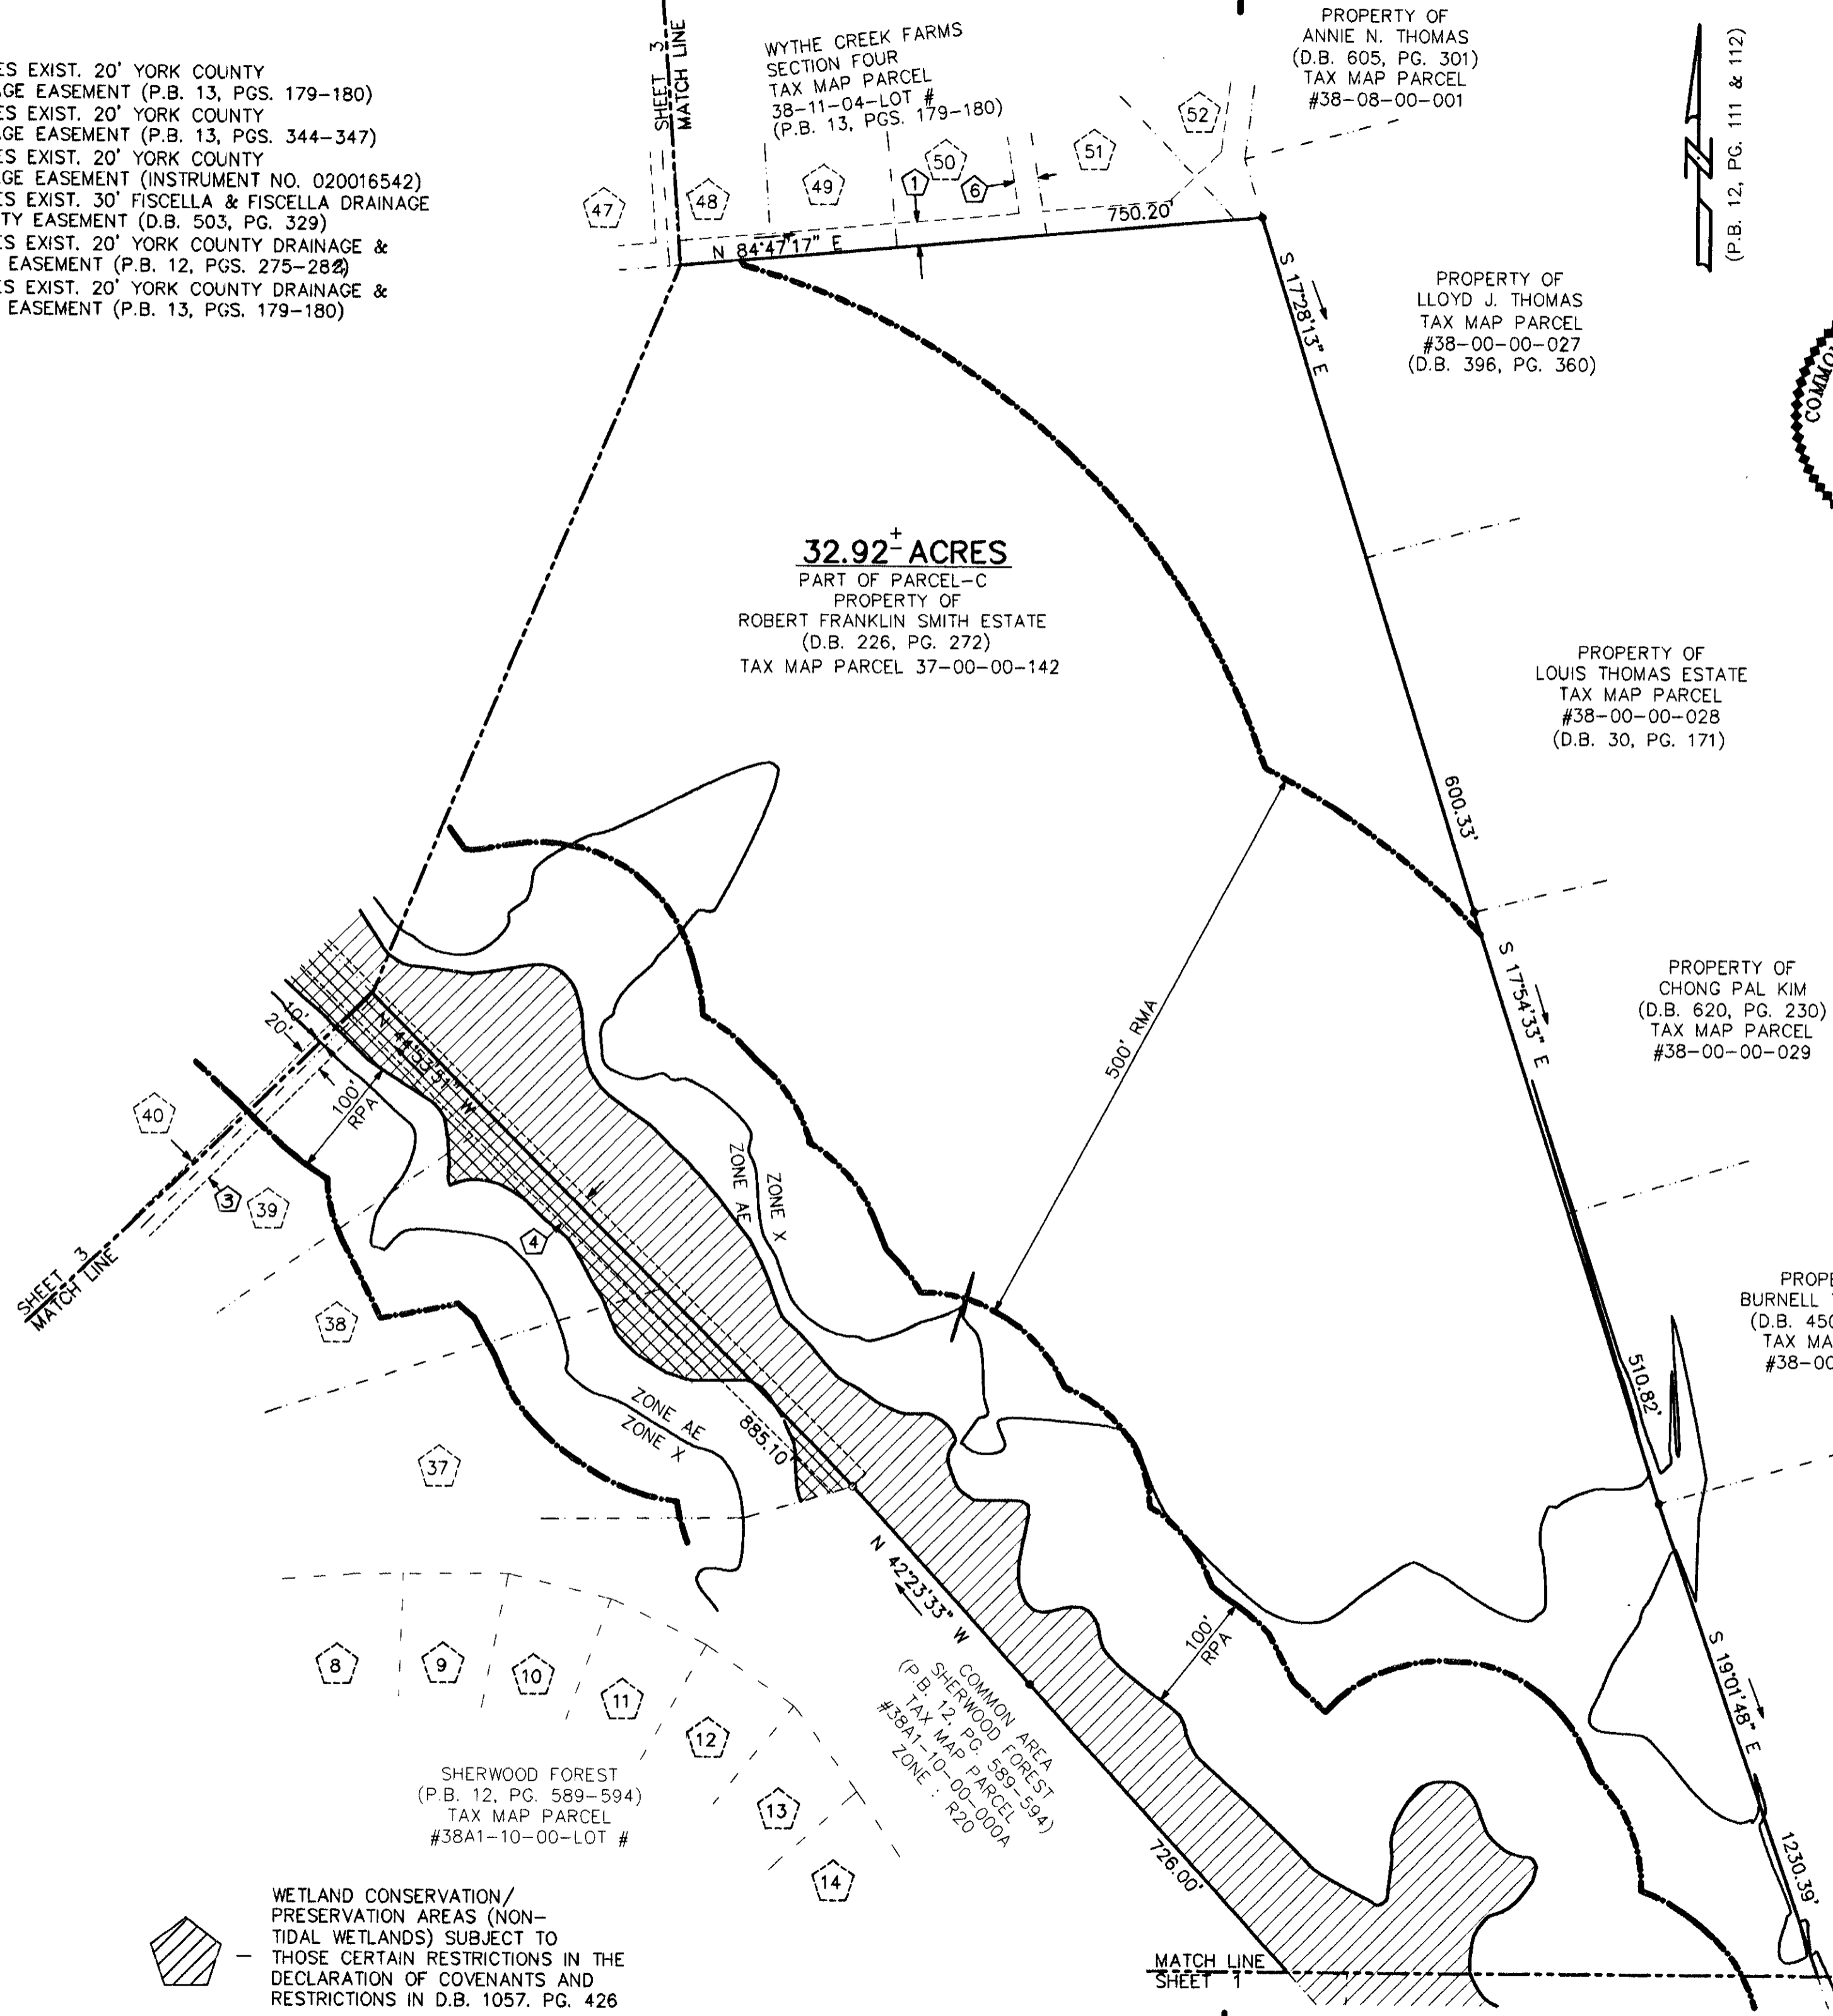 ES EXIST. 20' YORK COUNTY
GE EASEMENT (P.B. 13, PGS. 179-180)
ES EXIST. 20' YORK COUNTY
GE EASEMENT (P.B. 13, PGS. 344-347)
ES EXIST. 20' YORK COUNTY
GE EASEMENT (INSTRUMENT NO. 020016542)
ES EXIST. 30' FISCELLA & FISCELLA DRAINAGE
TY EASEMENT (D.B. 503, PG. 329)
ES EXIST. 20' YORK COUNTY DRAINAGE &
EASEMENT (P.B. 12, PGS. 275-282)
ES EXIST. 20' YORK COUNTY DRAINAGE &
EASEMENT (P.B. 13, PGS. 179-180)
SHEET 3
MATCH LINE
WYTHE CREEK FARMS
SECTION FOUR
TAX MAP PARCEL
38-11-04-LOT #
(P.B. 13, PGS. 179-180)
PROPERTY OF
ANNIE N. THOMAS
(D.B. 605, PG. 301)
TAX MAP PARCEL
#38-08-00-001
N
(P.B. 12, PG. 111 & 112)
47
48
49
50
51
52
1
6
N 84°47'17" E
750.20'
S 17°28'13" E
PROPERTY OF
LLOYD J. THOMAS
TAX MAP PARCEL
#38-00-00-027
(D.B. 396, PG. 360)
COMMO
32.92± ACRES
PART OF PARCEL-C
PROPERTY OF
ROBERT FRANKLIN SMITH ESTATE
(D.B. 226, PG. 272)
TAX MAP PARCEL 37-00-00-142
PROPERTY OF
LOUIS THOMAS ESTATE
TAX MAP PARCEL
#38-00-00-028
(D.B. 30, PG. 171)
600.33'
S 17°54'33" E
PROPERTY OF
CHONG PAL KIM
(D.B. 620, PG. 230)
TAX MAP PARCEL
#38-00-00-029
500' RMA
10'
20'
N 44°53'51" W
100'
RPA
40
3
39
SHEET 3
MATCH LINE
ZONE AE
ZONE X
4
38
PROPE
BURNELL T
(D.B. 450
TAX MA
#38-00
510.82'
ZONE AE
ZONE X
885.10'
37
N 42°23'33" W
100'
RPA
S 19°01'48" E
8
9
10
11
12
13
14
COMMON AREA
SHERWOOD FOREST
(P.B. 12, PG. 589-594)
TAX MAP PARCEL
#38A1-10-00-000A
ZONE : R20
SHERWOOD FOREST
(P.B. 12, PG. 589-594)
TAX MAP PARCEL
#38A1-10-00-LOT #
726.00'
1230.39'
WETLAND CONSERVATION/
PRESERVATION AREAS (NON-
TIDAL WETLANDS) SUBJECT TO
- THOSE CERTAIN RESTRICTIONS IN THE
DECLARATION OF COVENANTS AND
RESTRICTIONS IN D.B. 1057, PG. 426
MATCH LINE
SHEET 1